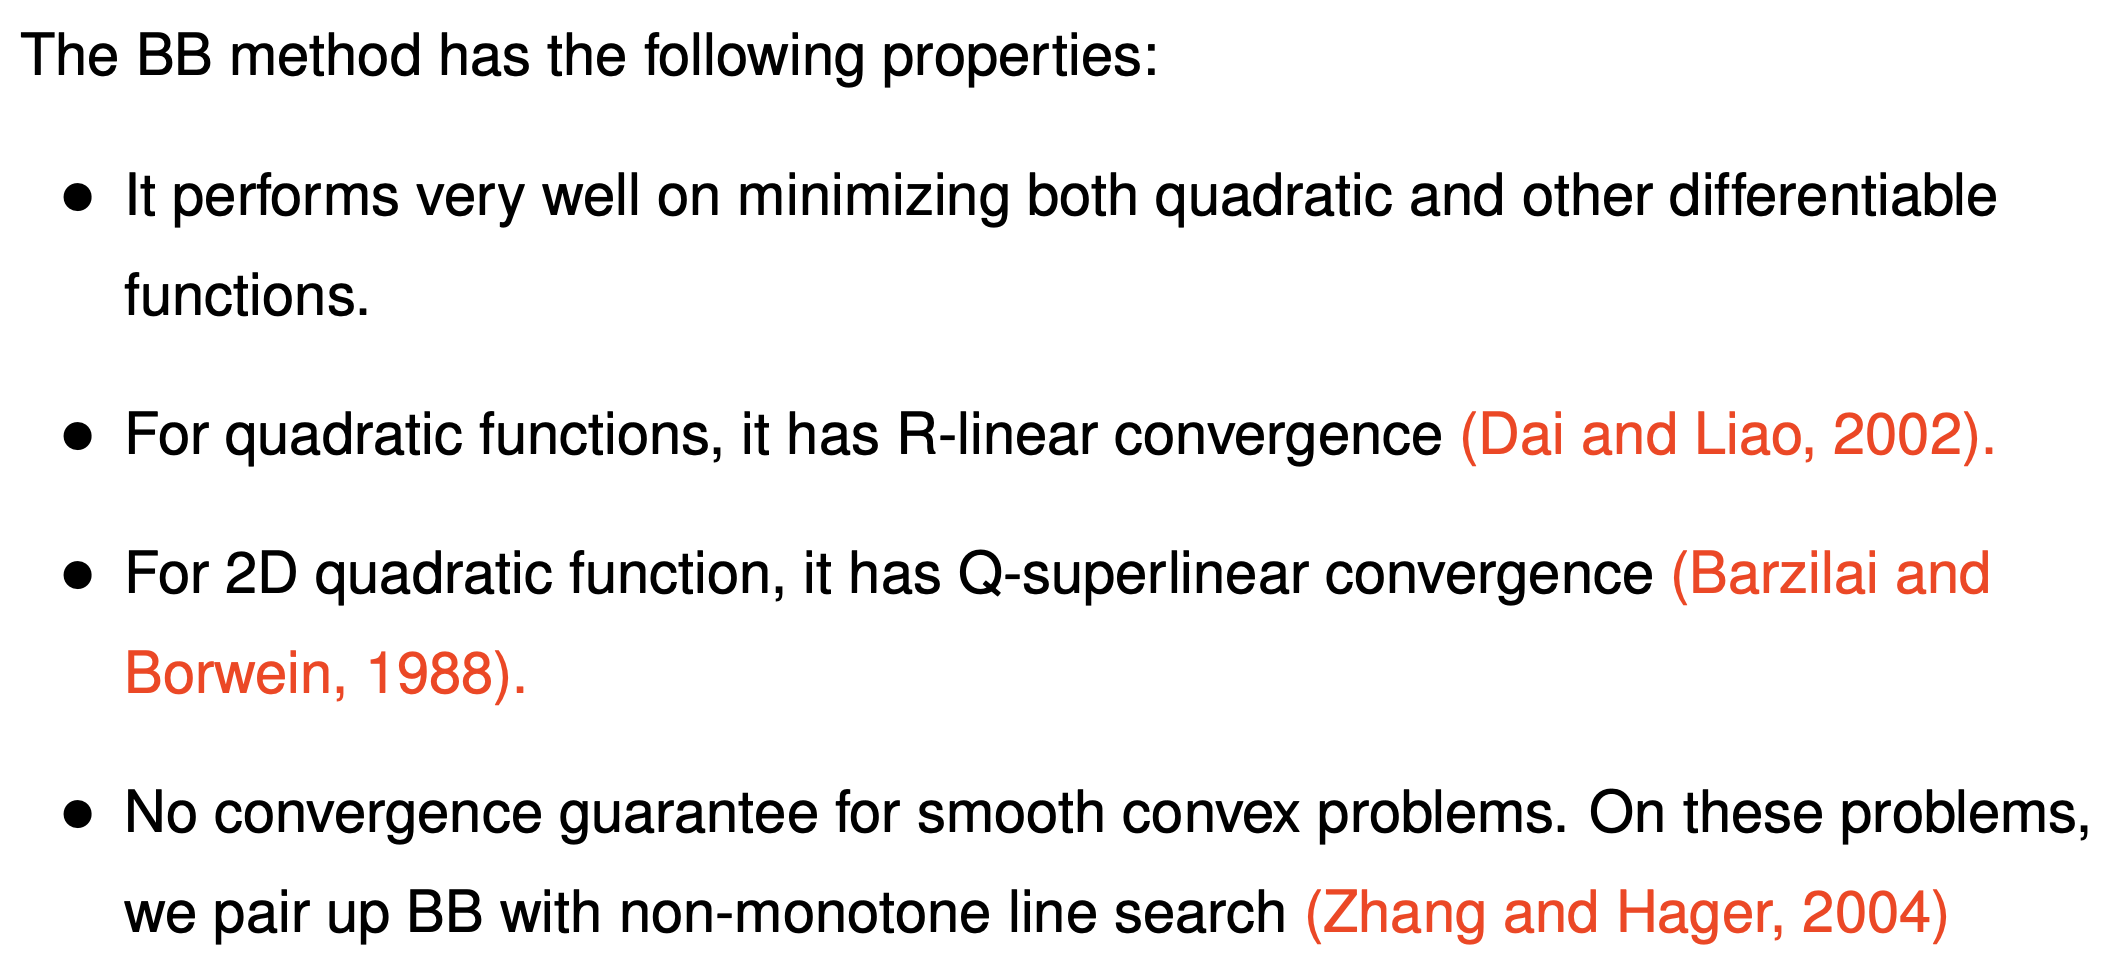 The BB method has the following properties:
● It performs very well on minimizing both quadratic and other differentiable
functions.
● For quadratic functions, it has R-linear convergence (Dai and Liao, 2002).
● For 2D quadratic function, it has Q-superlinear convergence (Barzilai and
Borwein, 1988).
● No convergence guarantee for smooth convex problems. On these problems,
we pair up BB with non-monotone line search (Zhang and Hager, 2004)